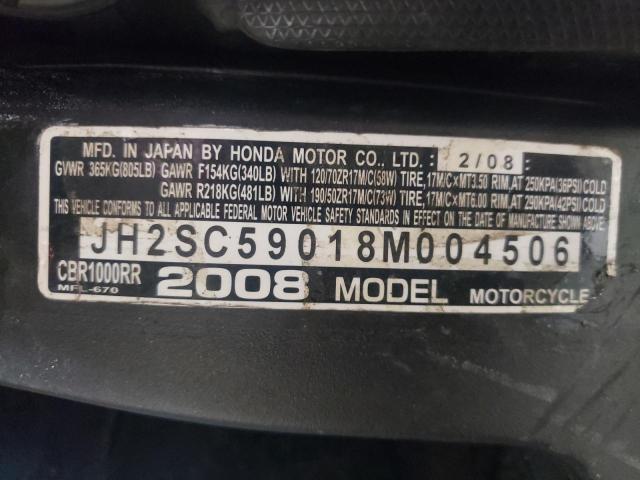 MFD. IN JAPAN BY HONDA MOTOR CO., LTD.: 2/08:
GVWR 365KG(805LB) GAWR F154KG(340LB) WITH 120/70ZR17M/C(58W) TIRE,17M/C×MT3.50 RIM,AT 250KPA(36PSI)COLD
GAWR R218KG(481LB) WITH 190/50ZR17M/C(73W) TIRE,17M/C×MT6.00 RIM,AT 290KPA(42PSI)COLD
THIS VEHICLE CONFORMS TO ALL APPLICABLE FEDERAL MOTOR VEHICLE SAFETY STANDARDS IN EFFECT ON THE DATE OF MANUFACTURE SHOWN ABOVE.
JH2SC59018M004506
CBR1000RR 2008 MODEL MOTORCYCLE
MFL-670